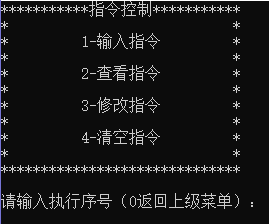 ***********指令控制***********
*                            *
*         1-输入指令         *
*                            *
*         2-查看指令         *
*                            *
*         3-修改指令         *
*                            *
*         4-清空指令         *
*                            *
******************************
请输入执行序号（0返回上级菜单）：